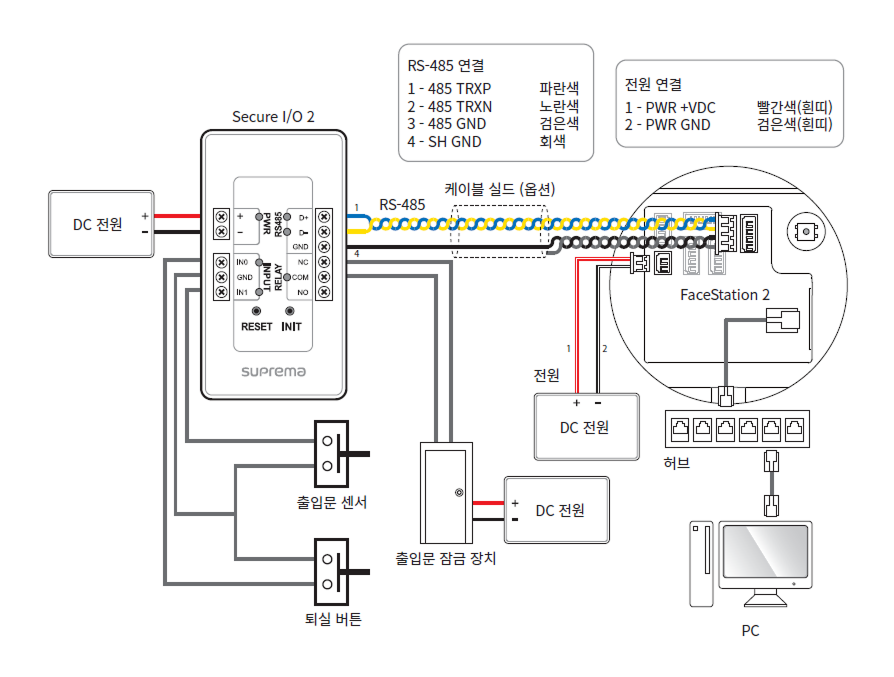 RS-485 연결
1 - 485 TRXP 파란색
2 - 485 TRXN 노란색
3 - 485 GND 검은색
4 - SH GND 회색
전원 연결
1 - PWR +VDC 빨간색(흰띠)
2 - PWR GND 검은색(흰띠)
Secure I/O 2
DC 전원
+
-
+
-
PWR
RS485
D+
D-
GND
IN0
GND
IN1
INPUT
RELAY
NC
COM
NO
RESET INIT
suprema
1
4
RS-485
케이블 실드 (옵션)
FaceStation 2
1
2
전원
+ -
DC 전원
허브
출입문 센서
+
-
DC 전원
출입문 잠금 장치
퇴실 버튼
PC